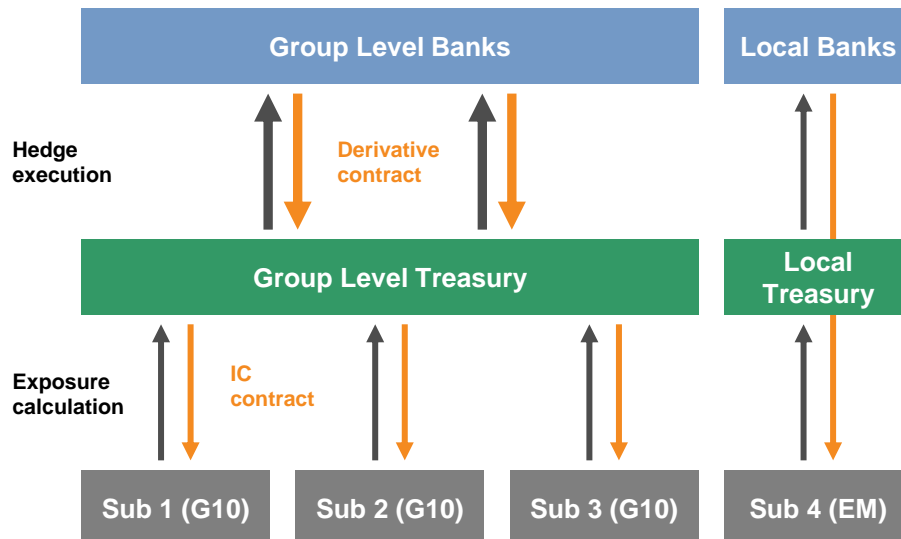 Group Level Banks
Local Banks
Hedge
execution
Derivative
contract
Group Level Treasury
Local
Treasury
Exposure
calculation
IC
contract
Sub 1 (G10)
Sub 2 (G10)
Sub 3 (G10)
Sub 4 (EM)